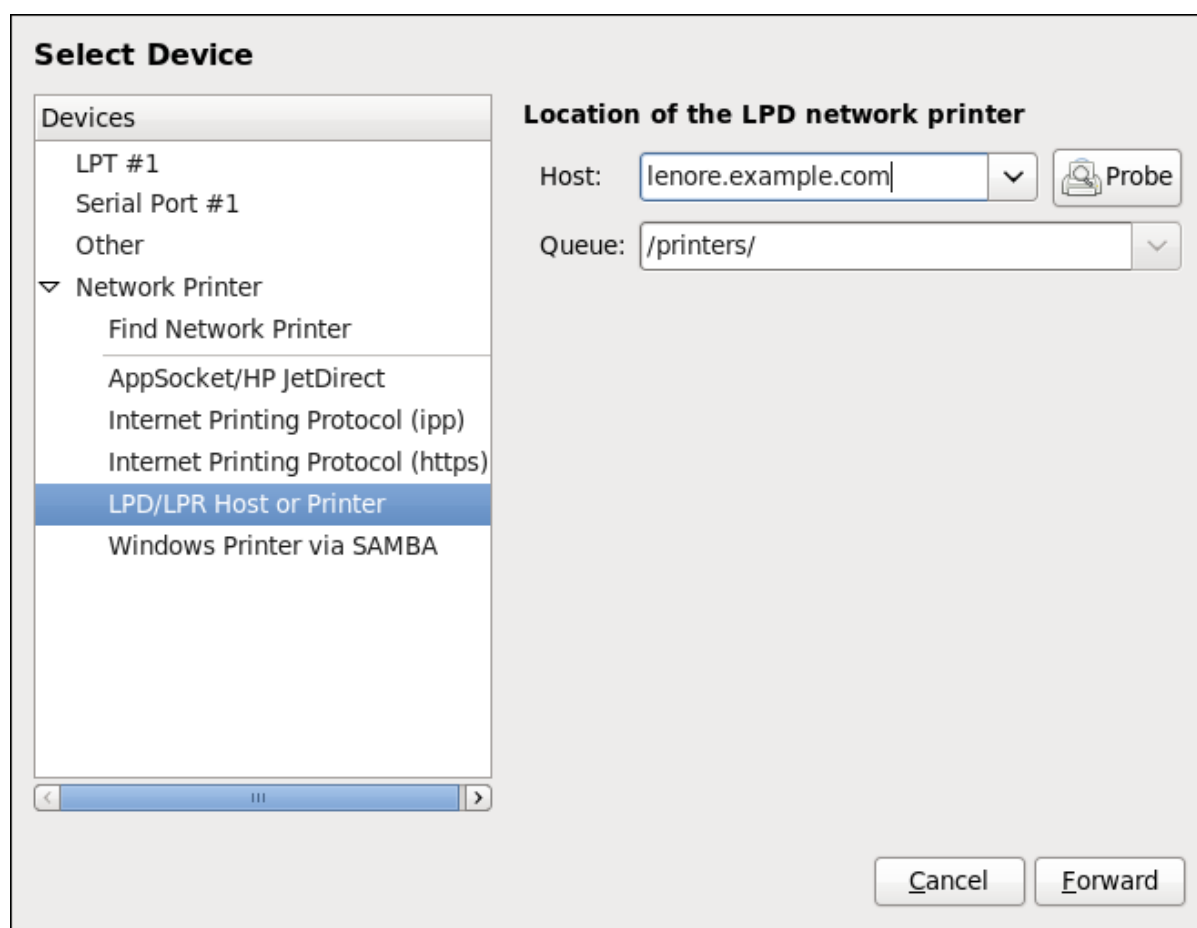 Select Device
Devices
LPT #1
Serial Port #1
Other
Network Printer
Find Network Printer
AppSocket/HP JetDirect
Internet Printing Protocol (ipp)
Internet Printing Protocol (https)
LPD/LPR Host or Printer
Windows Printer via SAMBA
Location of the LPD network printer
Host: lenore.example.com Probe
Queue: /printers/
Cancel Forward